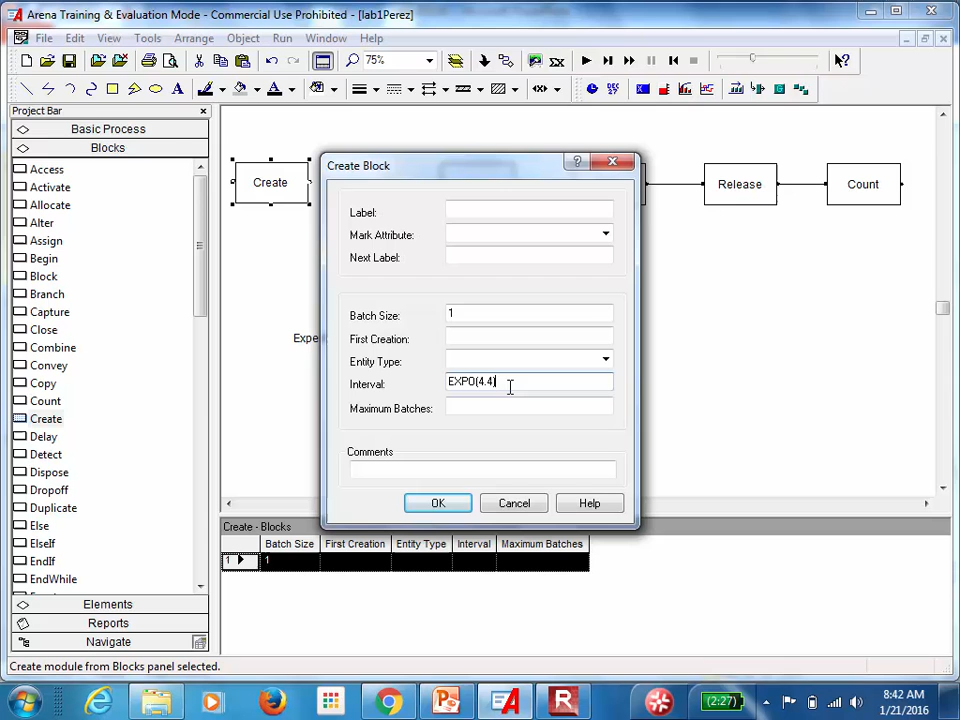 Arena Training & Evaluation Mode - Commercial Use Prohibited - [lab1Perez]
File Edit View Tools Arrange Object Run Window Help
75%
Project Bar
Basic Process
Blocks
Access
Activate
Allocate
Alter
Assign
Begin
Block
Branch
Capture
Close
Combine
Convey
Copy
Count
Create
Delay
Detect
Dispose
Dropoff
Duplicate
Else
ElseIf
EndIf
EndWhile
Elements
Reports
Navigate
Create
Release
Count
Create Block
Label:
Mark Attribute:
Next Label:
Batch Size: 1
First Creation:
Entity Type:
Interval: EXPO(4.4)
Maximum Batches:
Comments
OK Cancel Help
Create - Blocks
Batch Size First Creation Entity Type Interval Maximum Batches
1 1
Create module from Blocks panel selected.
(2:27)
8:42 AM
1/21/2016